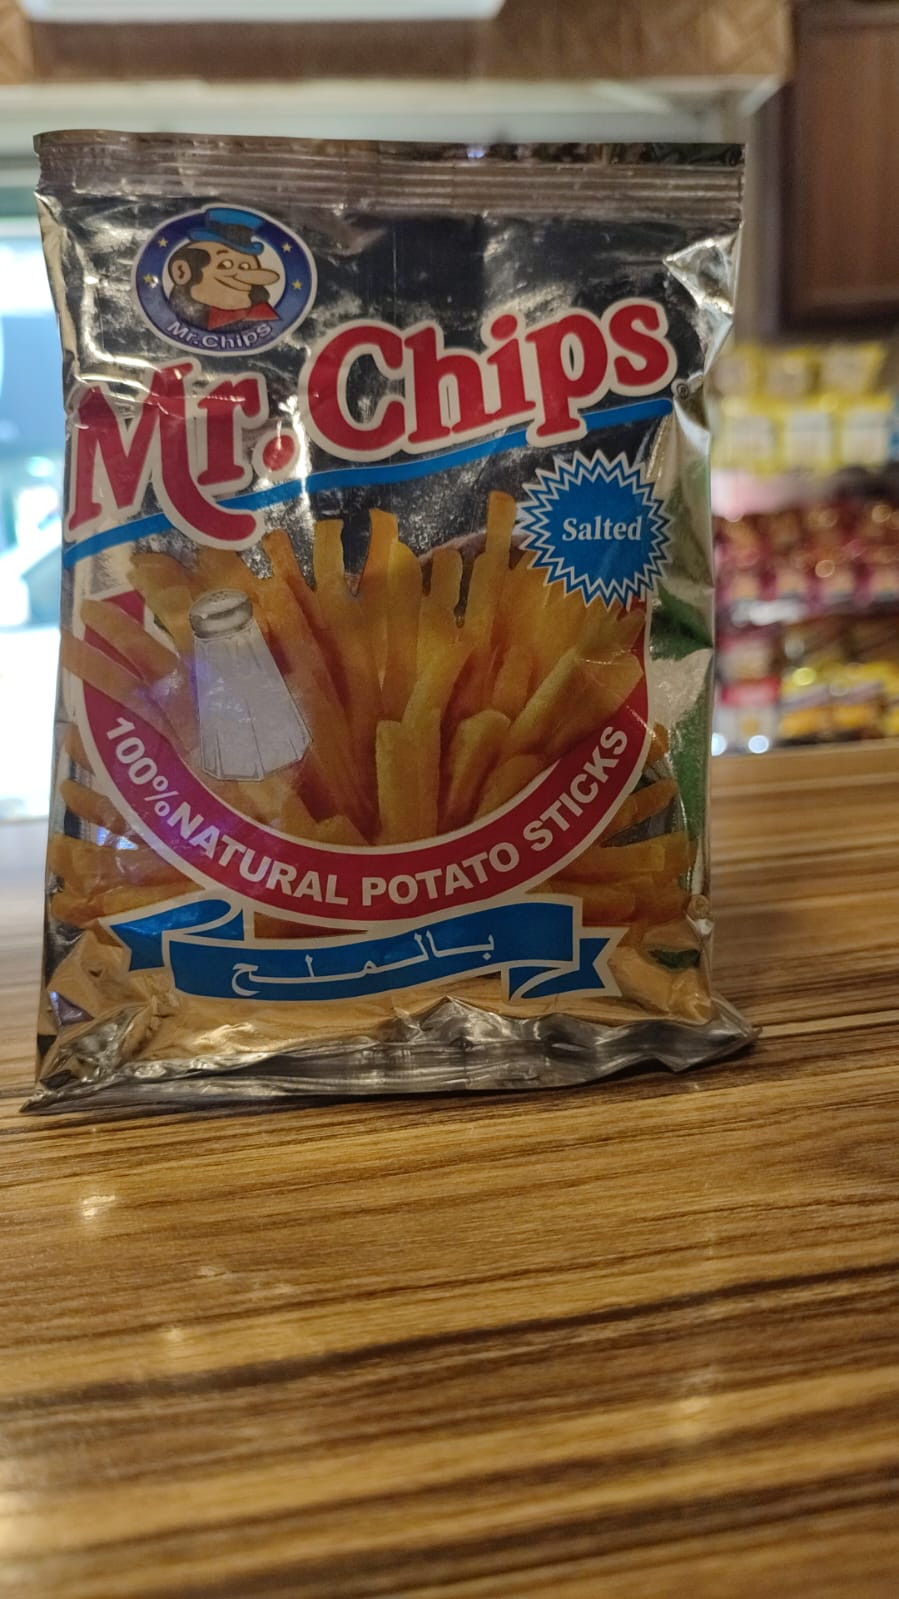 Mr.Chips
Mr. Chips
®
Salted
100% NATURAL POTATO STICKS
بالملح